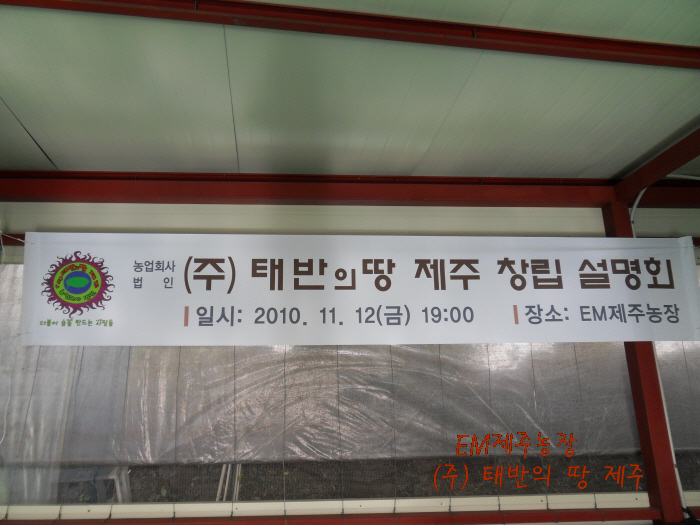 농업회사
법 인
(주) 태반의땅 제주 창립 설명회
일시: 2010. 11. 12(금) 19:00
장소: EM제주농장
EM제주농장
(주) 태반의 땅 제주